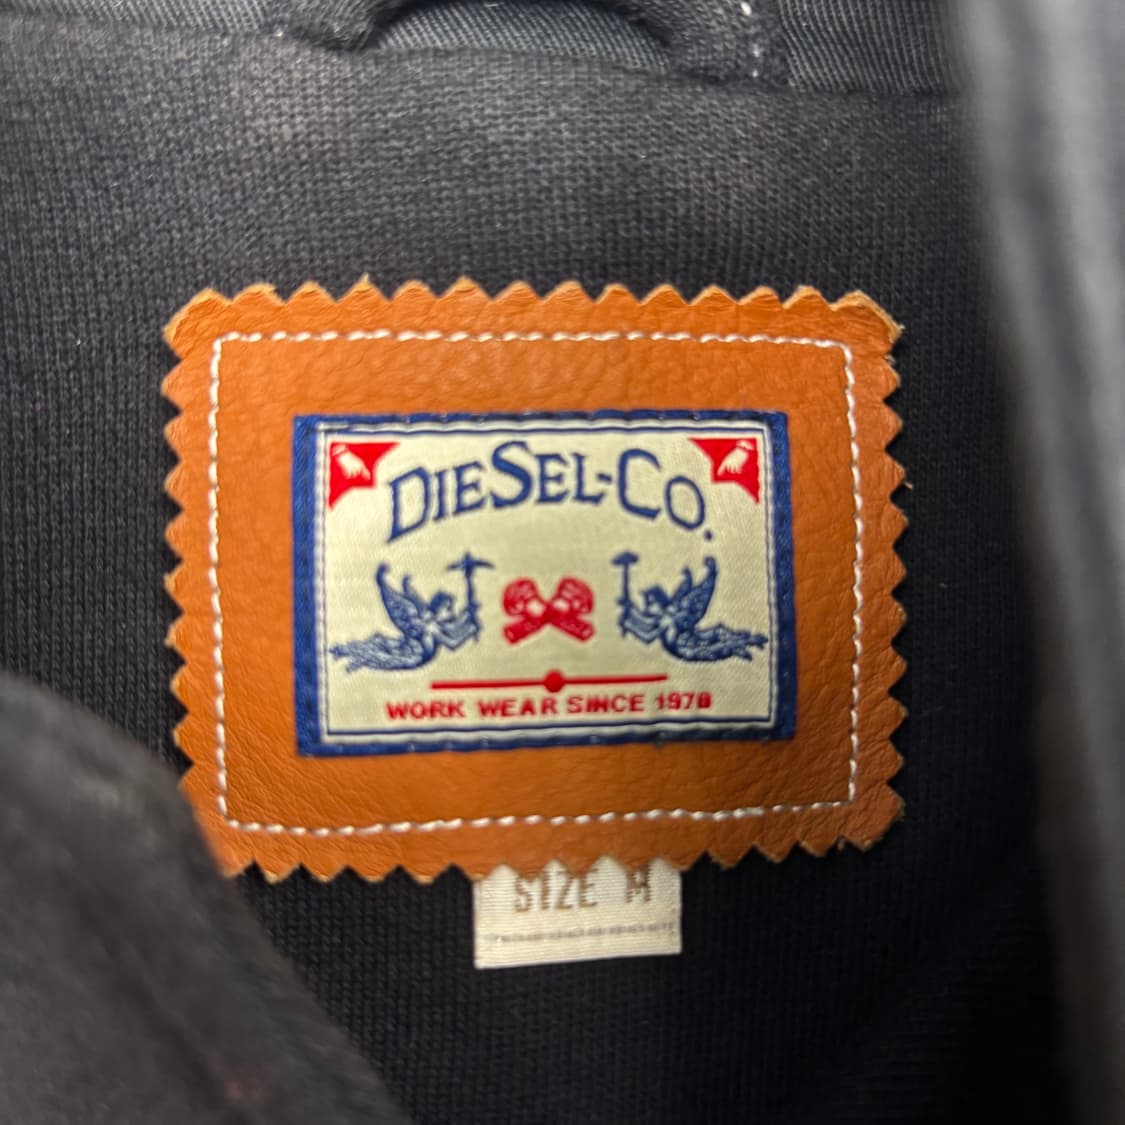 DIESEL-CO.
WORK WEAR SINCE 1978
SIZE M